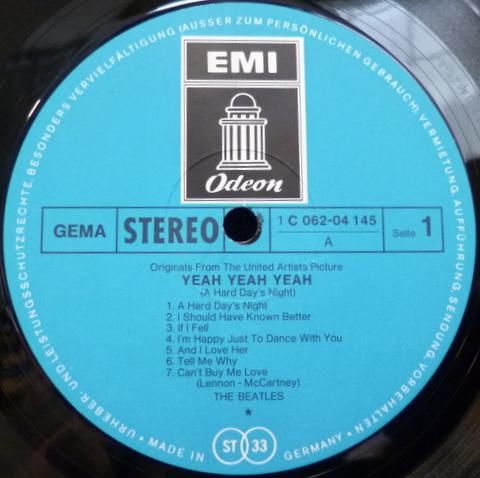 URHEBER- UND LEISTUNGSSCHUTZRECHTE, BESONDERS VERVIELFÄLTIGUNG (AUSSER ZUM PERSÖNLICHEN GEBRAUCH), VERMIETUNG, AUFFÜHRUNG, SENDUNG, VORBEHALTEN •
EMI
Odeon
GEMA
STEREO
1 C 062-04 145
A
Seite 1
Originals From The United Artists Picture
YEAH YEAH YEAH
(A Hard Day's Night)
1. A Hard Day's Night
2. I Should Have Known Better
3. If I Fell
4. I'm Happy Just To Dance With You
5. And I Love Her
6. Tell Me Why
7. Can't Buy Me Love
(Lennon - McCartney)
THE BEATLES
*
• MADE IN GERMANY •
ST 33